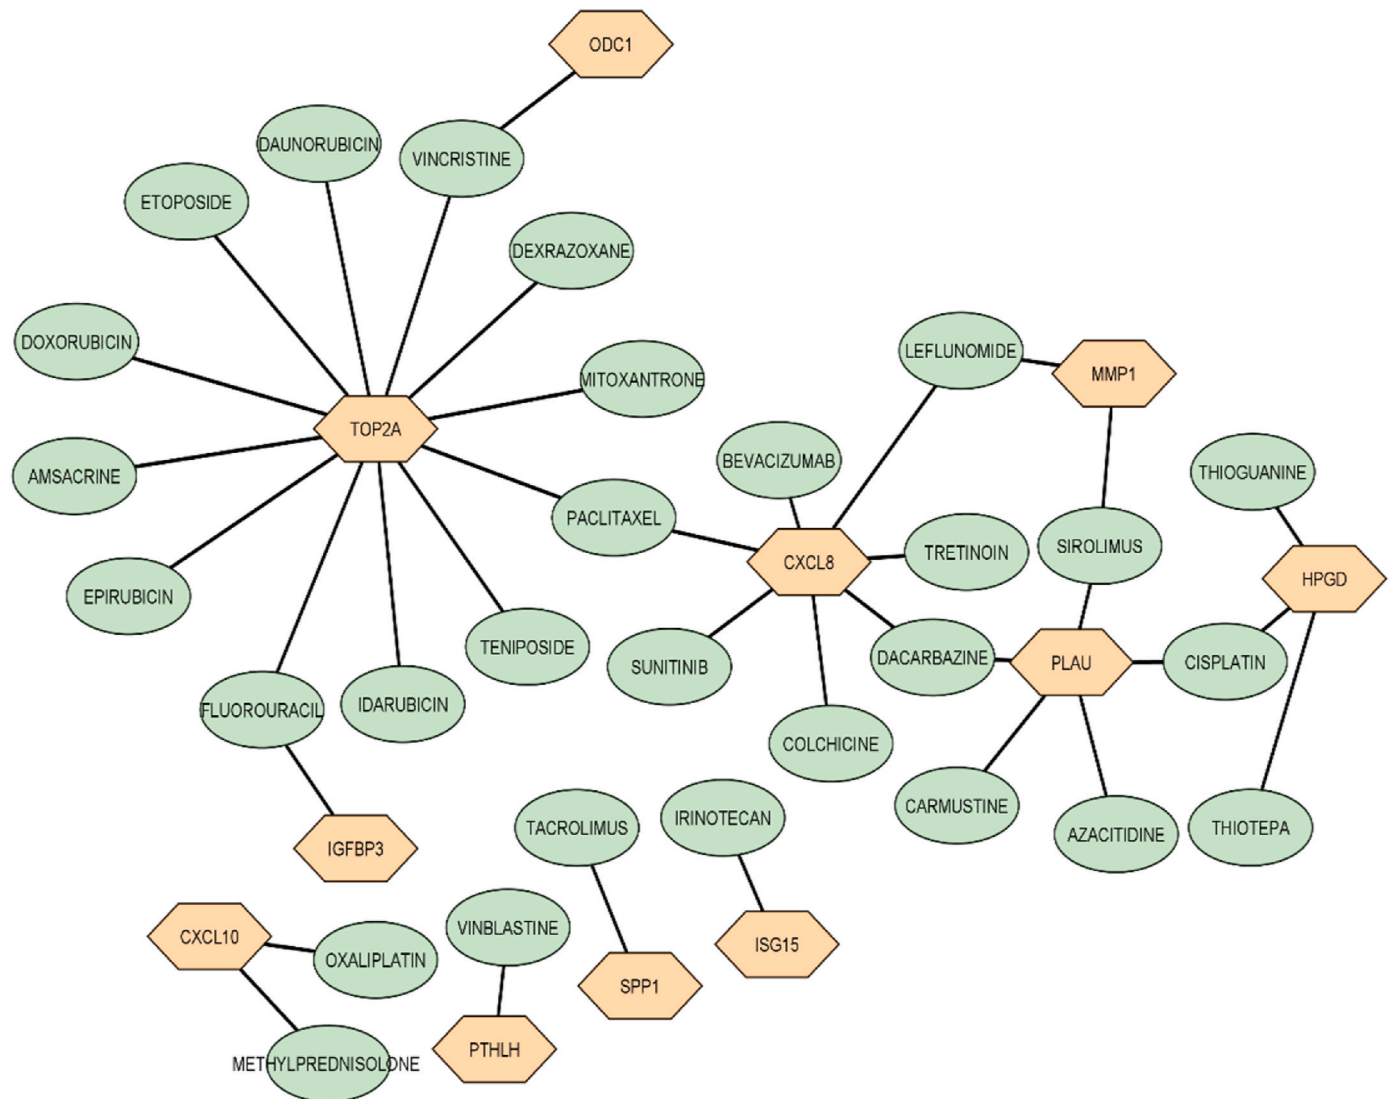 ODC1
DAUNORUBICIN
VINCRISTINE
ETOPOSIDE
DEXRAZOXANE
DOXORUBICIN
LEFLUNOMIDE
MMP1
MITOXANTRONE
TOP2A
BEVACIZUMAB
THIOGUANINE
AMSACRINE
PACLITAXEL
SIROLIMUS
TRETINOIN
CXCL8
HPGD
EPIRUBICIN
TENIPOSIDE
DACARBAZINE
PLAU
CISPLATIN
SUNITINIB
IDARUBICIN
FLUOROURACIL
COLCHICINE
CARMUSTINE
IRINOTECAN
TACROLIMUS
THIOTEPA
AZACITIDINE
IGFBP3
VINBLASTINE
CXCL10
ISG15
OXALIPLATIN
SPP1
PTHLH
METHYLPREDNISOLONE